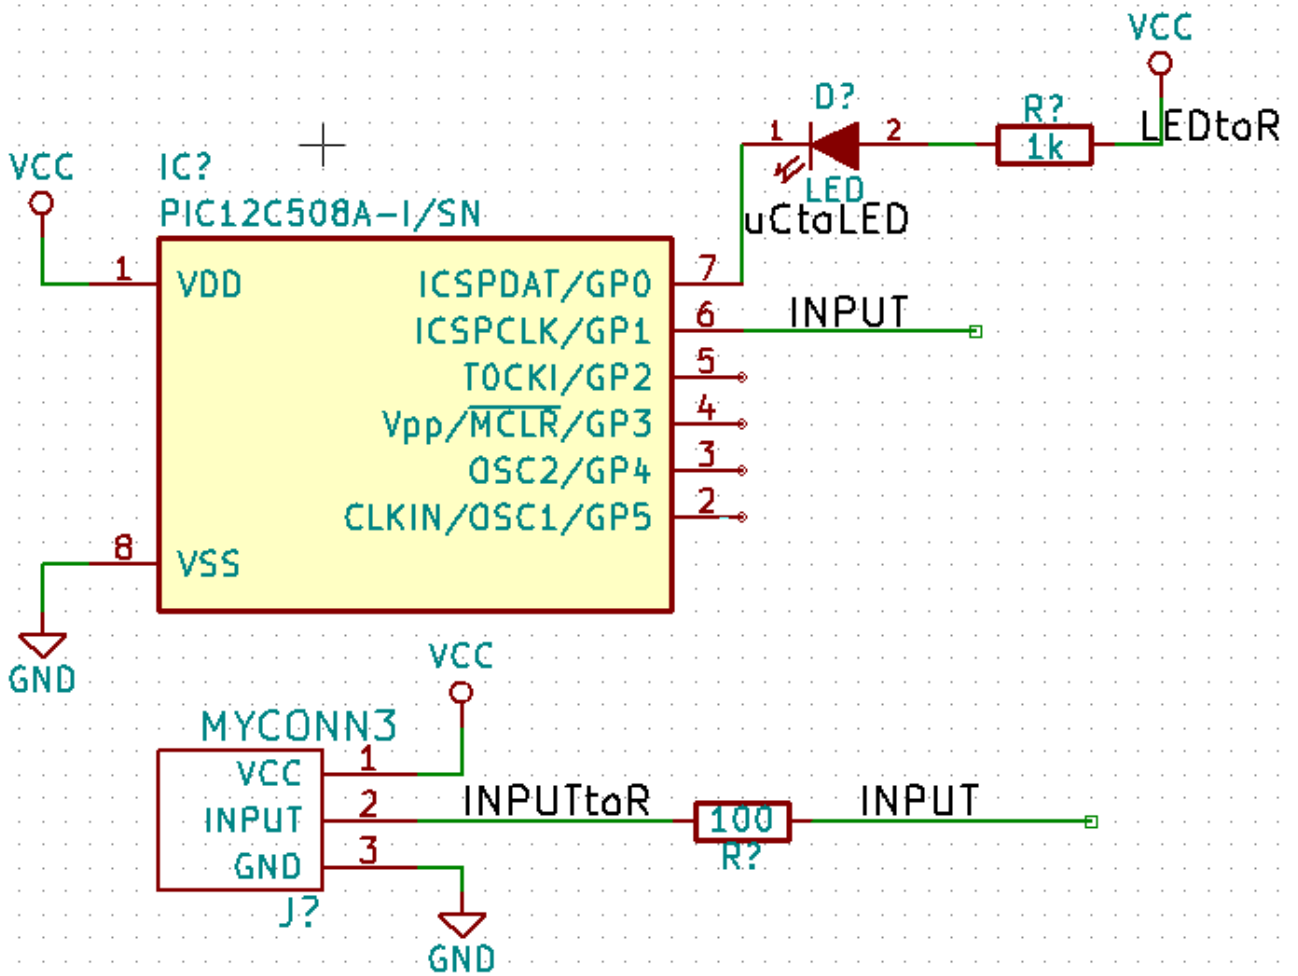 VCC
D?
R?
LEDtoR
1
2
1k
VCC
IC?
LED
PIC12C508A-I/SN
uCtoLED
1
VDD
ICSPDAT/GP0
7
ICSPCLK/GP1
6
INPUT
T0CKI/GP2
5
Vpp/MCLR/GP3
4
OSC2/GP4
3
CLKIN/OSC1/GP5
2
8
VSS
GND
VCC
MYCONN3
VCC
1
INPUT
2
INPUTtoR
100
INPUT
R?
GND
3
J?
GND